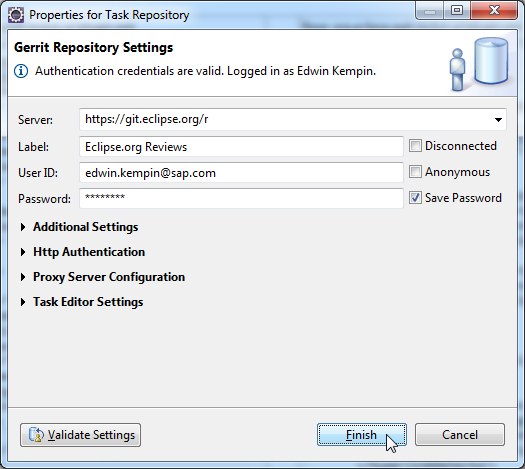 Properties for Task Repository
Gerrit Repository Settings
Authentication credentials are valid. Logged in as Edwin Kempin.
Server: https://git.eclipse.org/r
Label: Eclipse.org Reviews Disconnected
User ID: edwin.kempin@sap.com Anonymous
Password: ******** Save Password
Additional Settings
Http Authentication
Proxy Server Configuration
Task Editor Settings
Validate Settings Finish Cancel